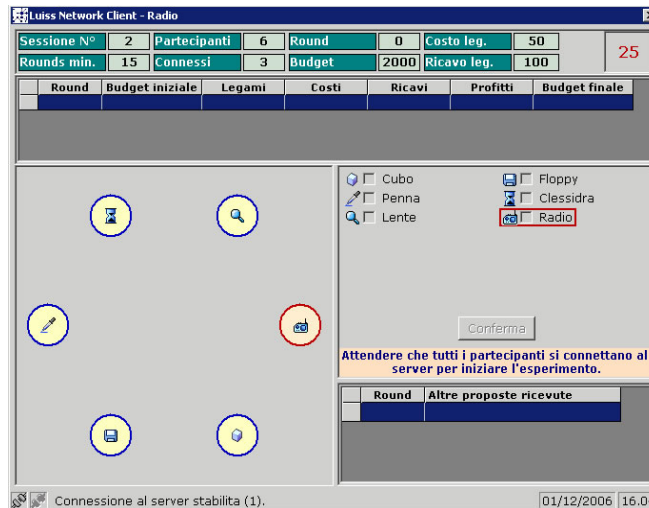 Luiss Network Client - Radio
Sessione N° 2 Partecipanti 6 Round 0 Costo leg. 50
25
Rounds min. 15 Connessi 3 Budget 2000 Ricavo leg. 100
Round Budget iniziale Legami Costi Ricavi Profitti Budget finale
Cubo Floppy
Penna Clessidra
Lente Radio
Conferma
Attendere che tutti i partecipanti si connettano al
server per iniziare l'esperimento.
Round Altre proposte ricevute
Connessione al server stabilita (1). 01/12/2006 16.0